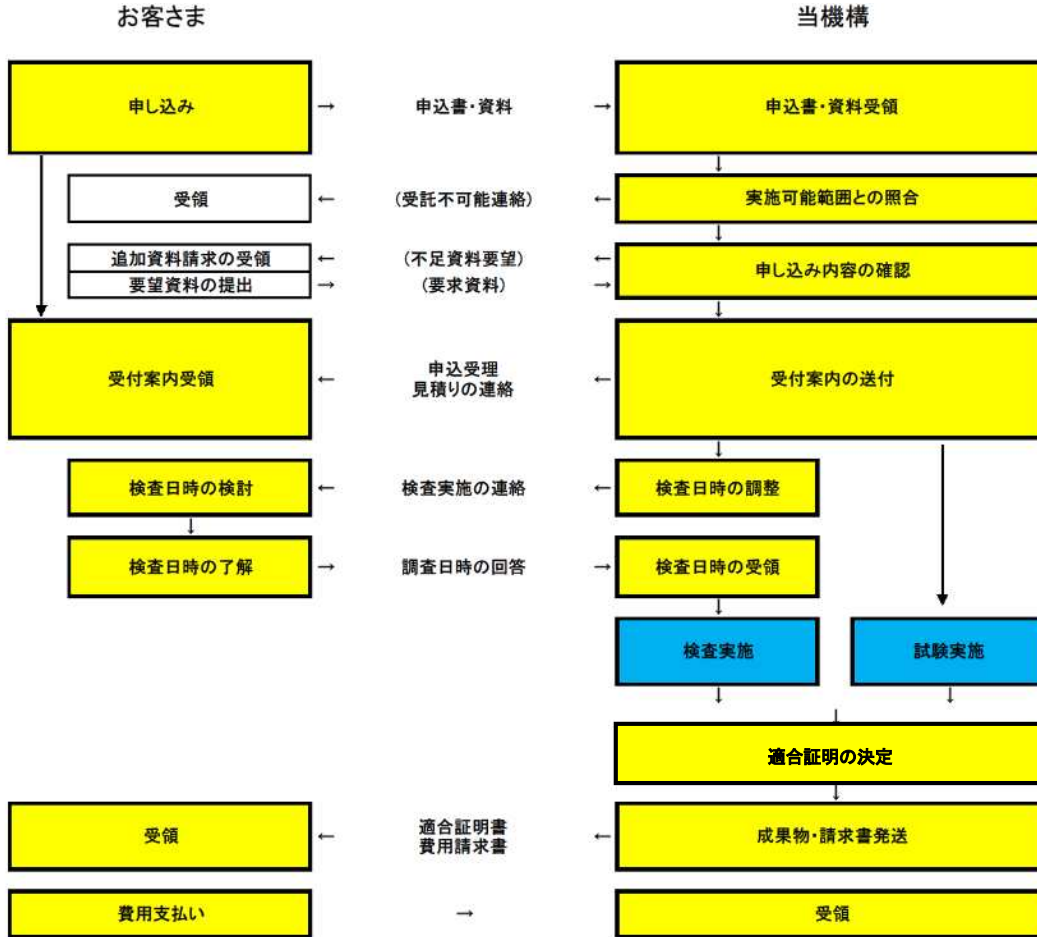 お客さま
当機構
申し込み
→
申込書・資料
→
申込書・資料受領
↓
受領
←
(受託不可能連絡)
←
実施可能範囲との照合
↓
追加資料請求の受領
←
(不足資料要望)
←
申し込み内容の確認
要望資料の提出
→
(要求資料)
→
↓
受付案内受領
←
申込受理
見積りの連絡
←
受付案内の送付
↓
検査日時の検討
←
検査実施の連絡
←
検査日時の調整
↓
検査日時の了解
→
調査日時の回答
→
検査日時の受領
↓
検査実施
試験実施
↓
↓
↓
適合証明の決定
↓
受領
←
適合証明書
費用請求書
←
成果物・請求書発送
費用支払い
→
受領